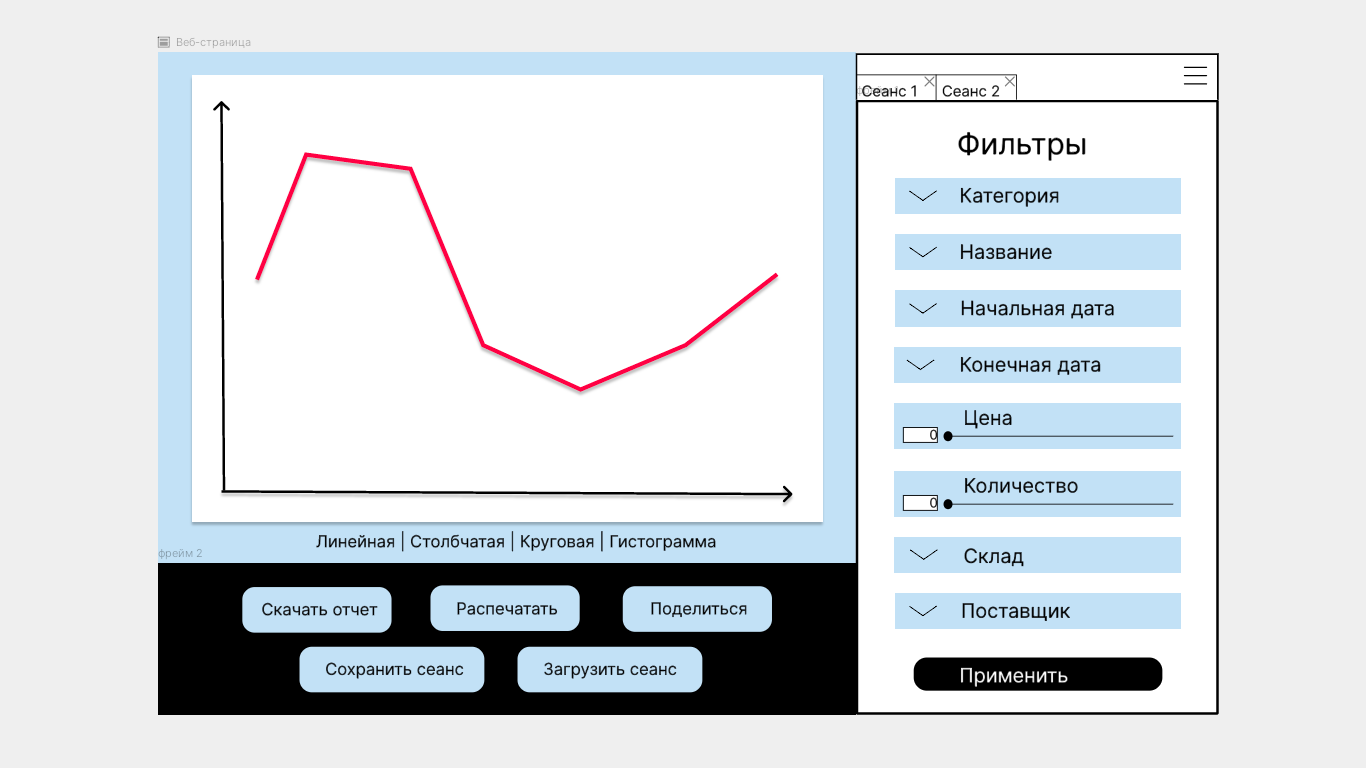 Веб-страница
Сеанс 1
Сеанс 2
Фильтры
Категория
Название
Начальная дата
Конечная дата
Цена
0
Количество
0
Склад
Поставщик
Применить
Линейная | Столбчатая | Круговая | Гистограмма
фрейм 2
Скачать отчет
Распечатать
Поделиться
Сохранить сеанс
Загрузить сеанс